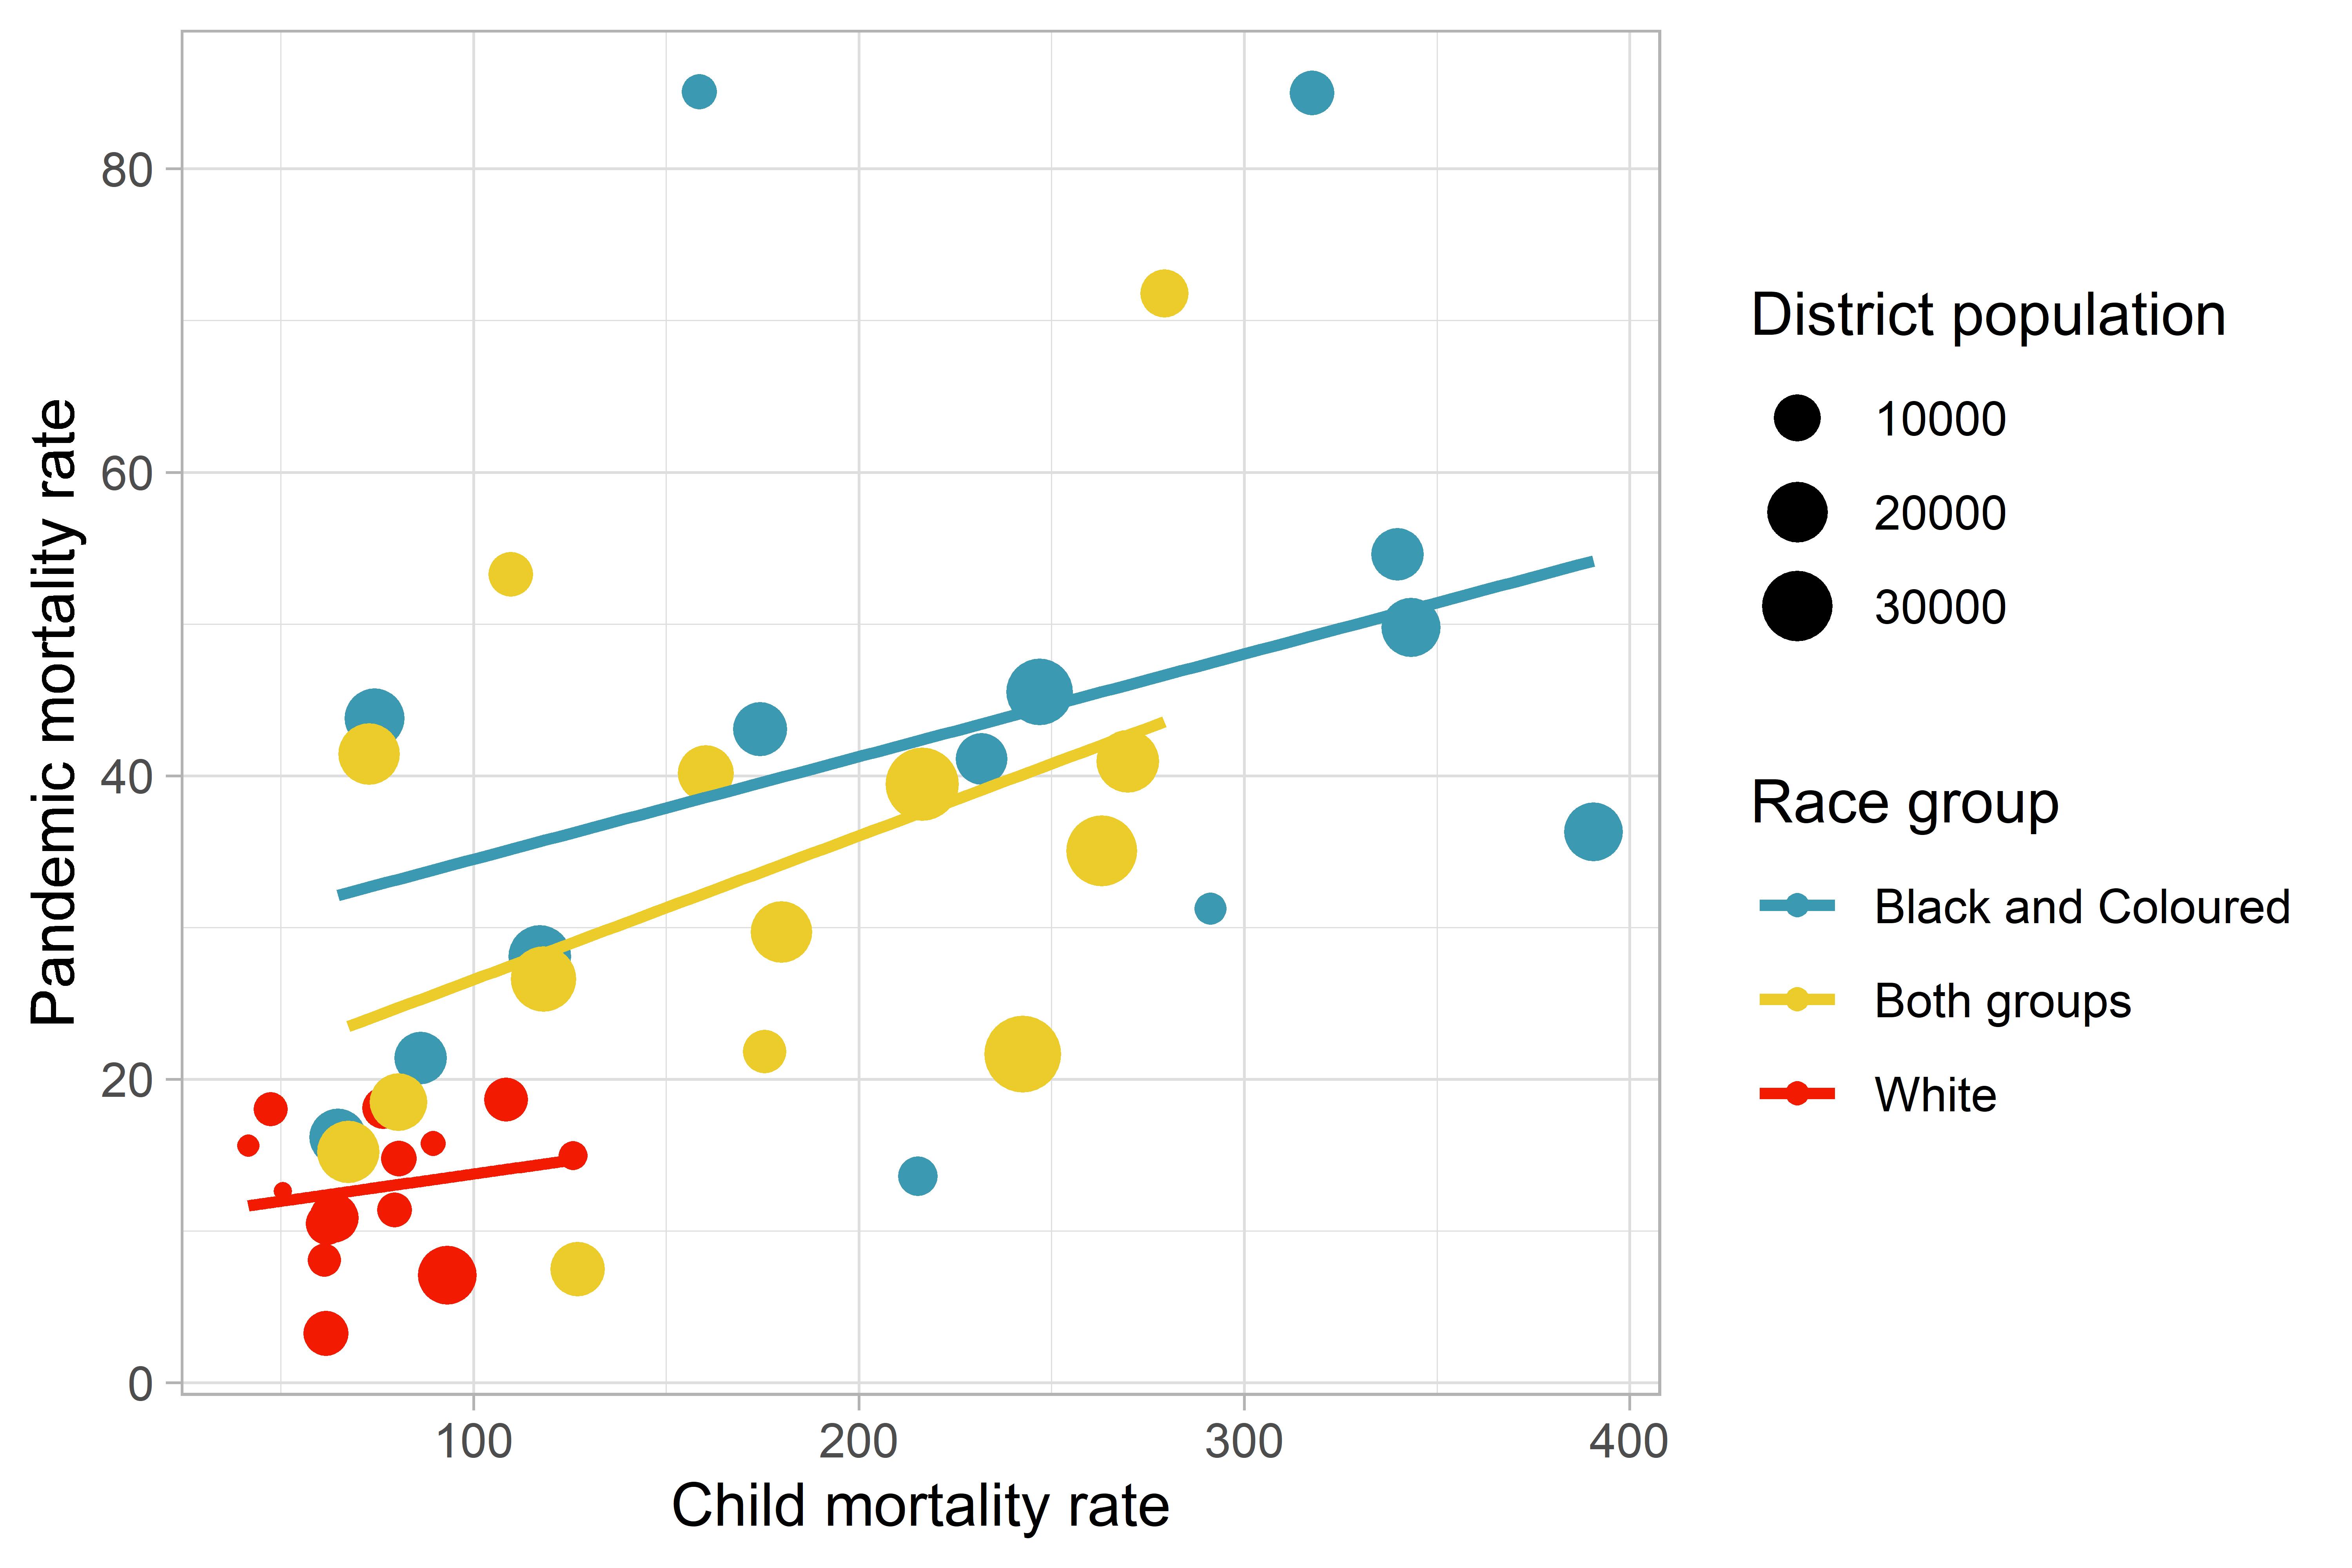 80
60
40
20
0
100 200 300 400
Child mortality rate
Pandemic mortality rate
District population
10000
20000
30000
Race group
Black and Coloured
Both groups
White